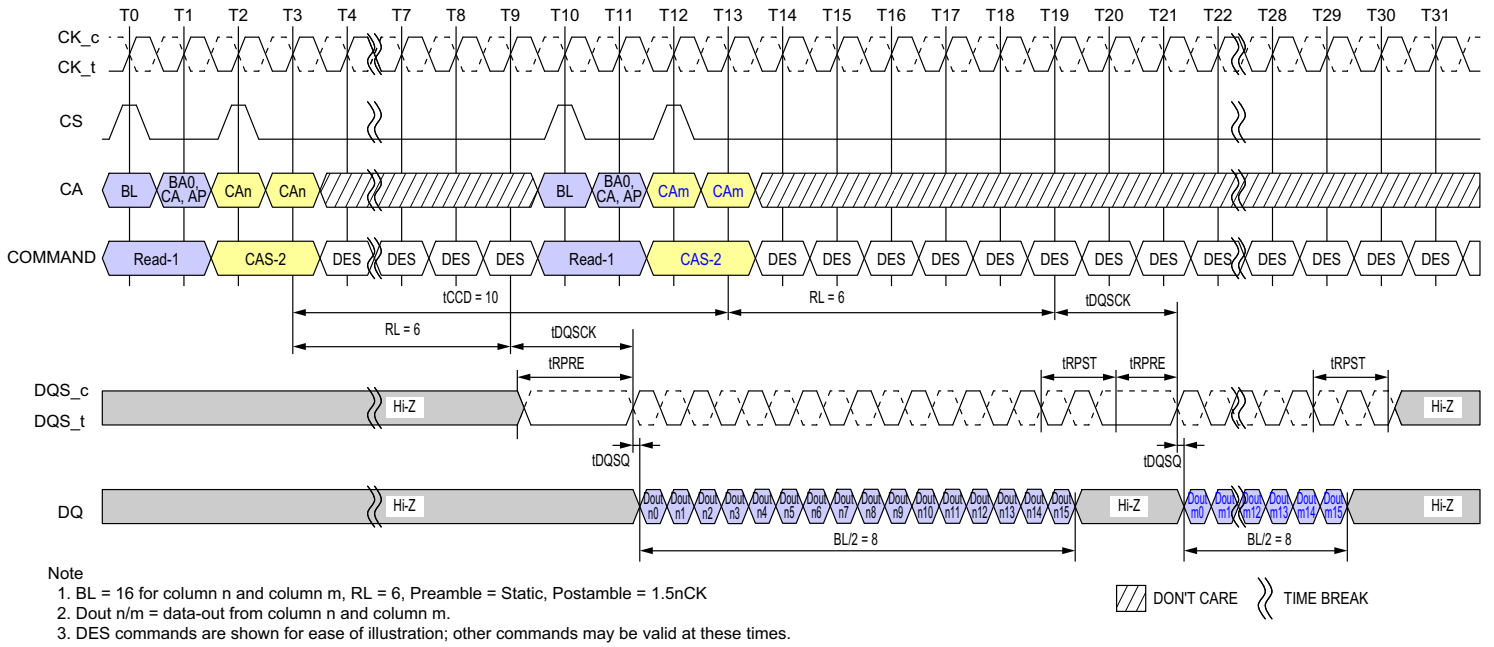 T0 T1 T2 T3 T4 T7 T8 T9 T10 T11 T12 T13 T14 T15 T16 T17 T18 T19 T20 T21 T22 T28 T29 T30 T31
CK_c
CK_t
CS
CA BL BA0, CA, AP CAn CAn BL BA0, CA, AP CAm CAm
COMMAND Read-1 CAS-2 DES DES DES DES Read-1 CAS-2 DES DES DES DES DES DES DES DES DES DES DES DES DES
tCCD = 10 RL = 6 tDQSCK
RL = 6 tDQSCK
tRPRE tRPST tRPRE tRPST
DQS_c
DQS_t
Hi-Z Hi-Z
tDQSQ tDQSQ
DQ Hi-Z Dout n0 Dout n1 Dout n2 Dout n3 Dout n4 Dout n5 Dout n6 Dout n7 Dout n8 Dout n9 Dout n10 Dout n11 Dout n12 Dout n13 Dout n14 Dout n15 Hi-Z Dout m0 Dout m1 Dout m12 Dout m13 Dout m14 Dout m15 Hi-Z
BL/2 = 8 BL/2 = 8
Note
1. BL = 16 for column n and column m, RL = 6, Preamble = Static, Postamble = 1.5nCK
2. Dout n/m = data-out from column n and column m.
3. DES commands are shown for ease of illustration; other commands may be valid at these times.
DON'T CARE TIME BREAK